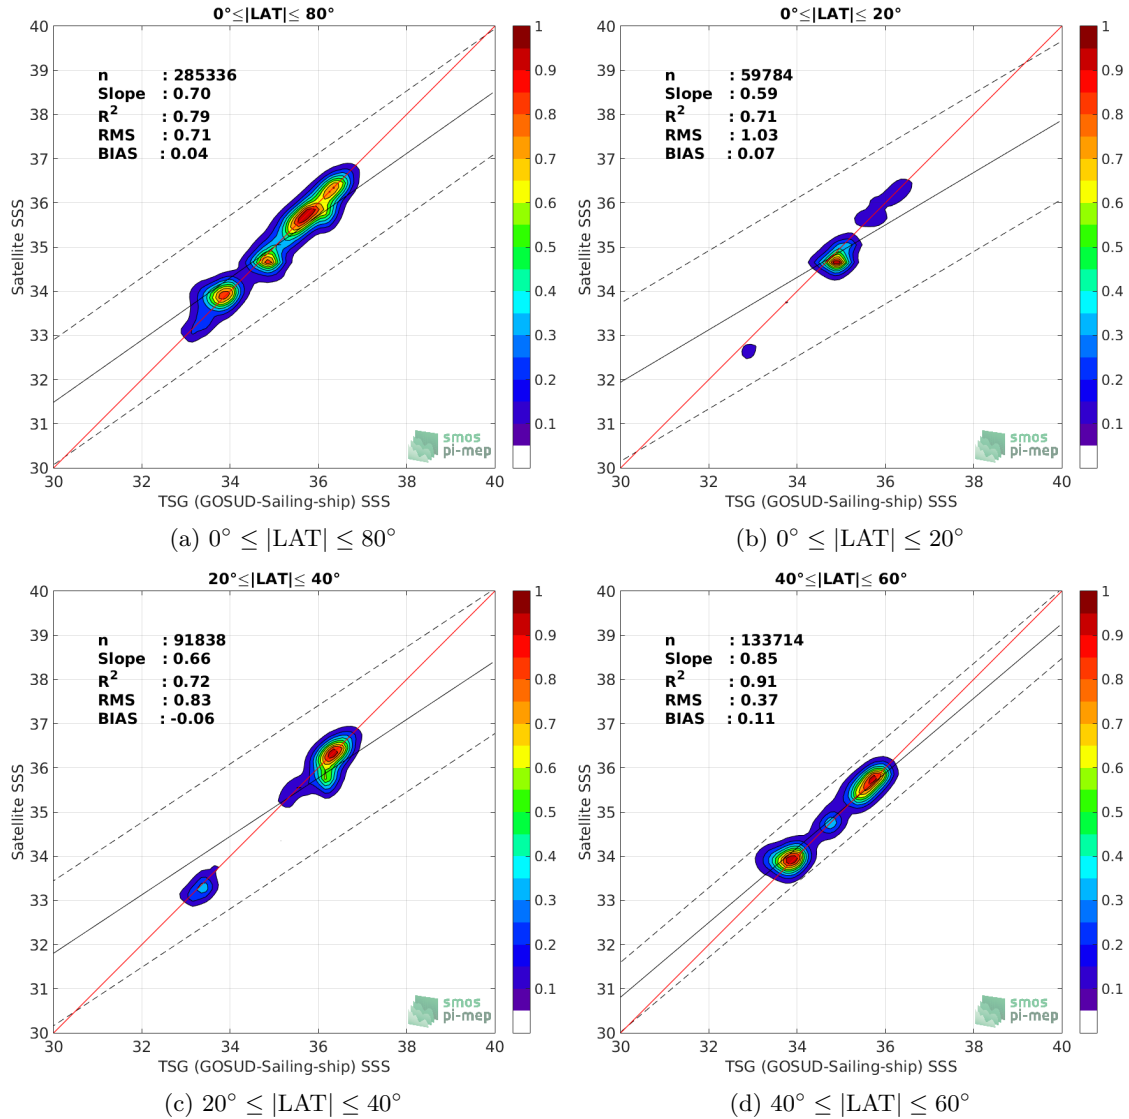 0°≤|LAT|≤ 80°
40
39
38
37
36
35
34
33
32
31
30
Satellite SSS
n : 285336
Slope : 0.70
R2 : 0.79
RMS : 0.71
BIAS : 0.04
smos
pi-mep
30 32 34 36 38 40
TSG (GOSUD-Sailing-ship) SSS
1
0.9
0.8
0.7
0.6
0.5
0.4
0.3
0.2
0.1
(a) 0° ≤ |LAT| ≤ 80°
0°≤|LAT|≤ 20°
40
39
38
37
36
35
34
33
32
31
30
Satellite SSS
n : 59784
Slope : 0.59
R2 : 0.71
RMS : 1.03
BIAS : 0.07
smos
pi-mep
30 32 34 36 38 40
TSG (GOSUD-Sailing-ship) SSS
1
0.9
0.8
0.7
0.6
0.5
0.4
0.3
0.2
0.1
(b) 0° ≤ |LAT| ≤ 20°
20°≤|LAT|≤ 40°
40
39
38
37
36
35
34
33
32
31
30
Satellite SSS
n : 91838
Slope : 0.66
R2 : 0.72
RMS : 0.83
BIAS : -0.06
smos
pi-mep
30 32 34 36 38 40
TSG (GOSUD-Sailing-ship) SSS
1
0.9
0.8
0.7
0.6
0.5
0.4
0.3
0.2
0.1
(c) 20° ≤ |LAT| ≤ 40°
40°≤|LAT|≤ 60°
40
39
38
37
36
35
34
33
32
31
30
Satellite SSS
n : 133714
Slope : 0.85
R2 : 0.91
RMS : 0.37
BIAS : 0.11
smos
pi-mep
30 32 34 36 38 40
TSG (GOSUD-Sailing-ship) SSS
1
0.9
0.8
0.7
0.6
0.5
0.4
0.3
0.2
0.1
(d) 40° ≤ |LAT| ≤ 60°